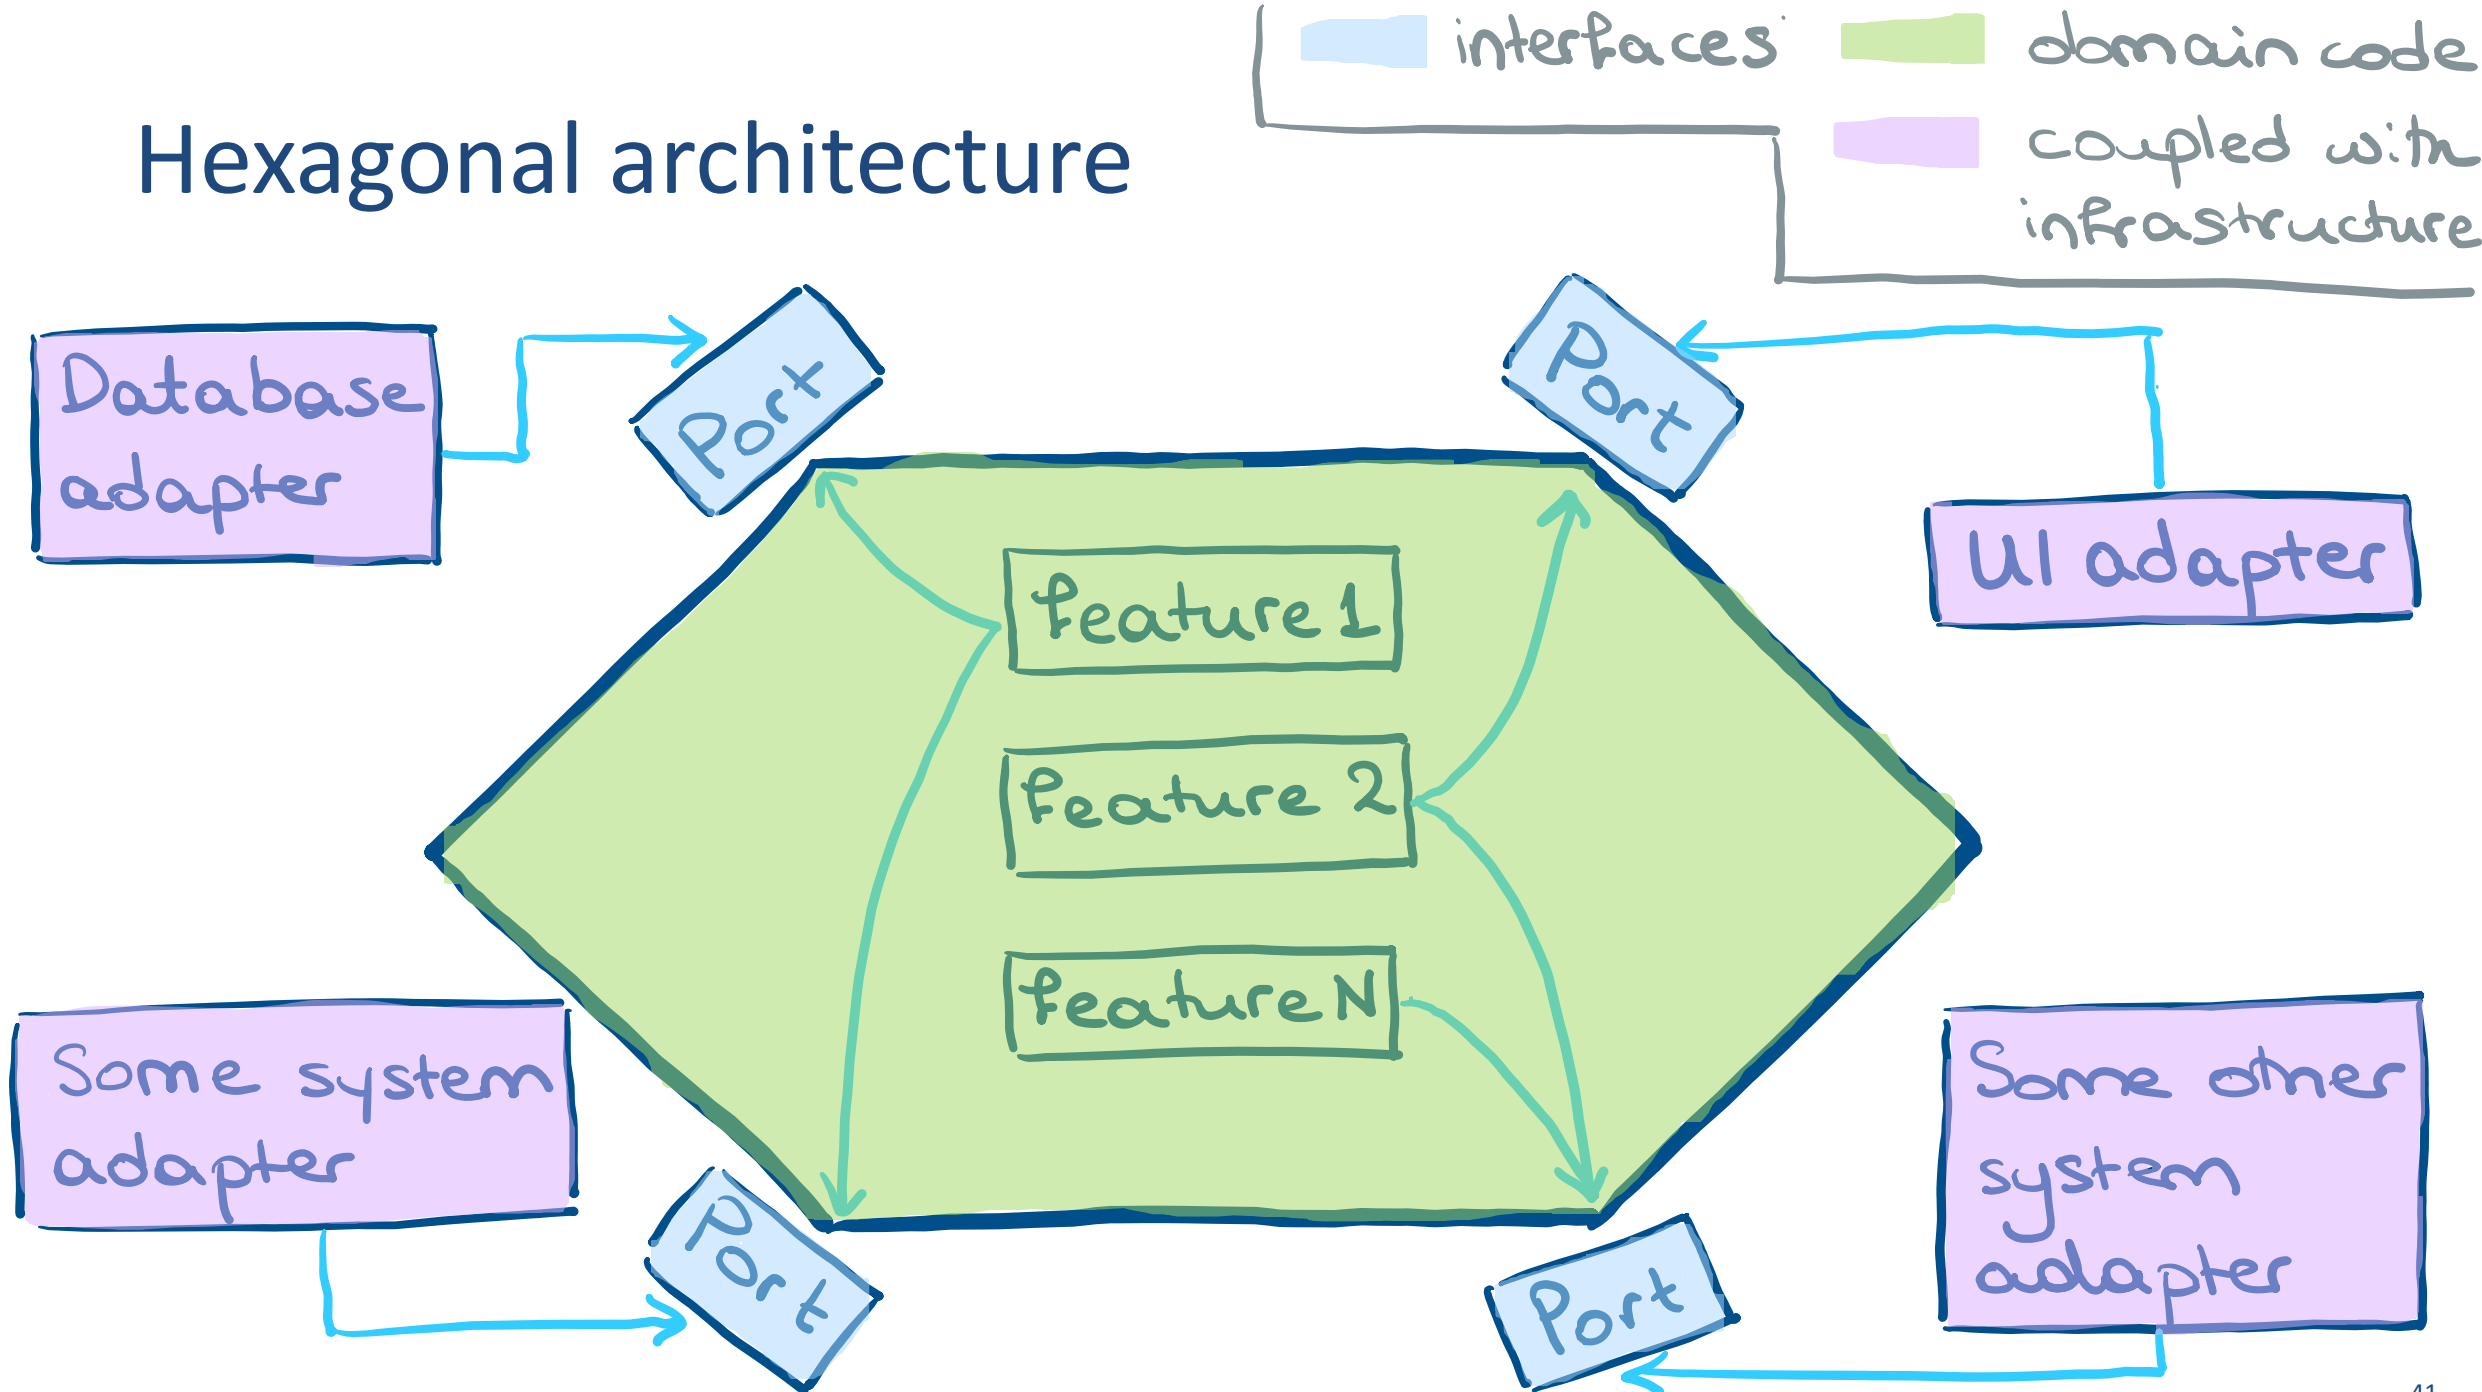 interfaces
domain code
Hexagonal architecture
coupled with
infrastructure
Port
Port
Database
adapter
UI adapter
Feature 1
Feature 2
Feature N
Some system
adapter
Some other
system
adapter
Port
Port
41